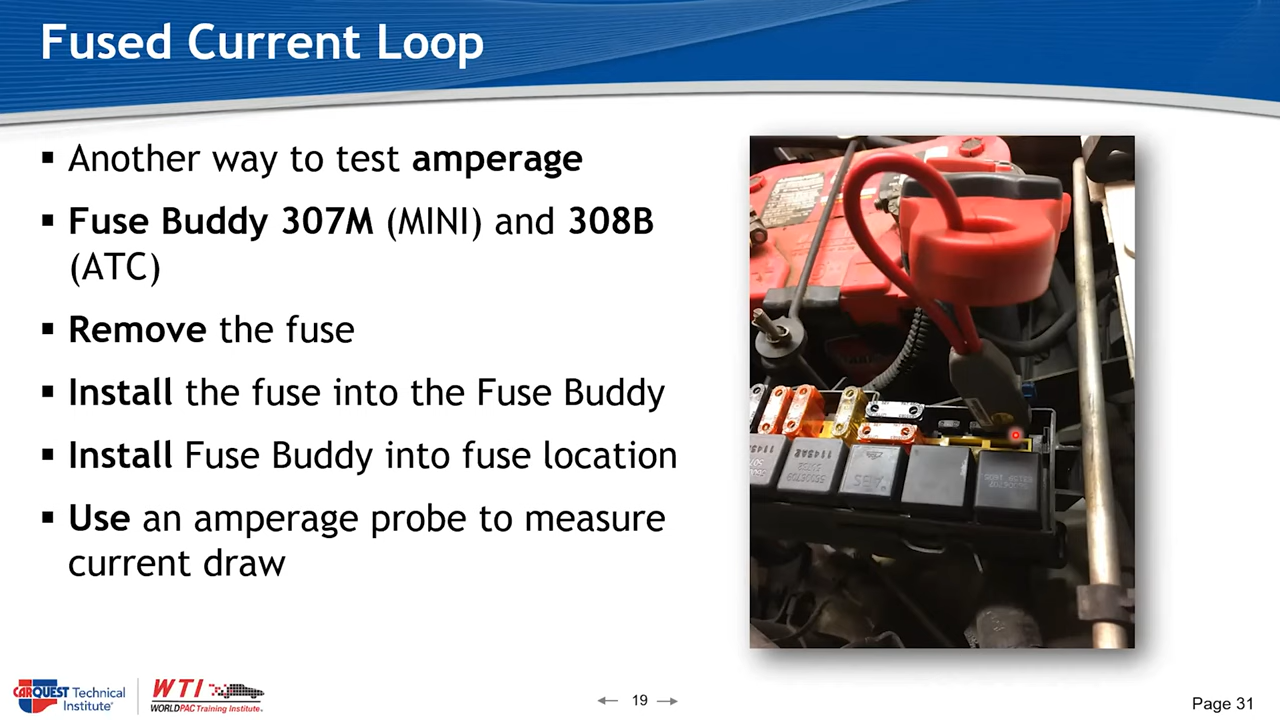 Fused Current Loop
▪ Another way to test amperage
▪ Fuse Buddy 307M (MINI) and 308B
(ATC)
▪ Remove the fuse
▪ Install the fuse into the Fuse Buddy
▪ Install Fuse Buddy into fuse location
▪ Use an amperage probe to measure
current draw
ABS
CARQUEST Technical
Institute
WTI
WORLDPAC Training Institute
19
Page 31